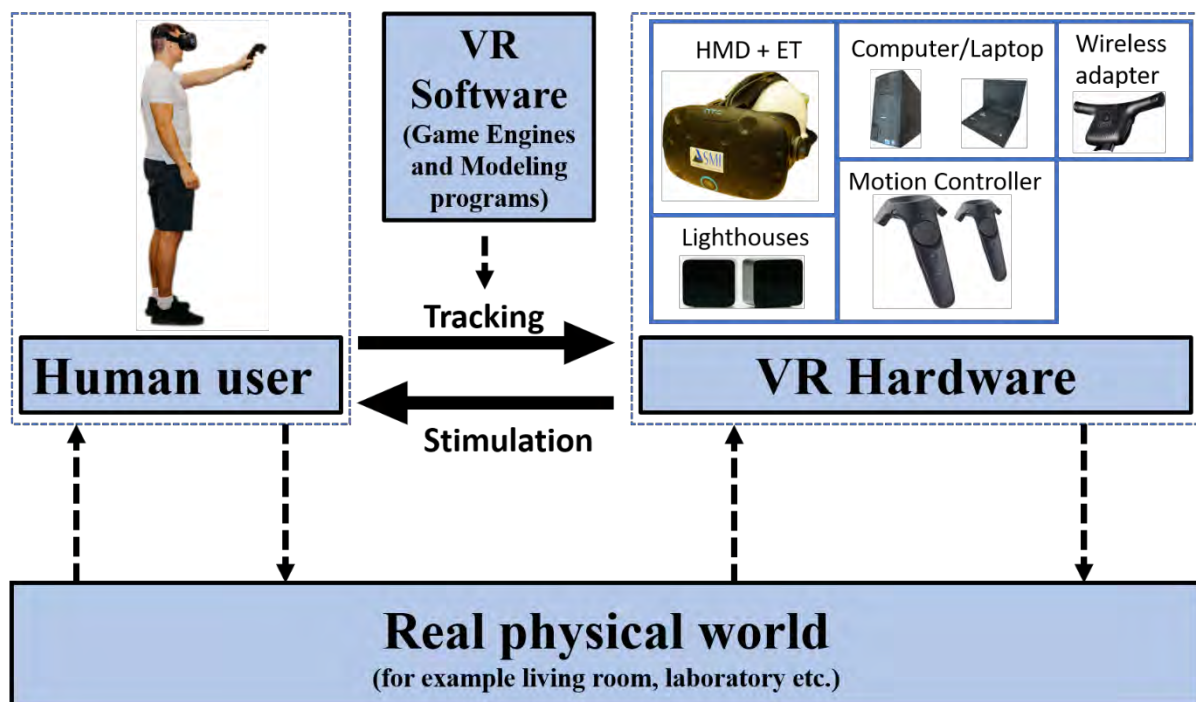 VR
Software
(Game Engines
and Modeling
programs)
HMD + ET
HTC
SMI
Computer/Laptop
Wireless
adapter
Motion Controller
Lighthouses
Tracking
Stimulation
Human user
VR Hardware
Real physical world
(for example living room, laboratory etc.)